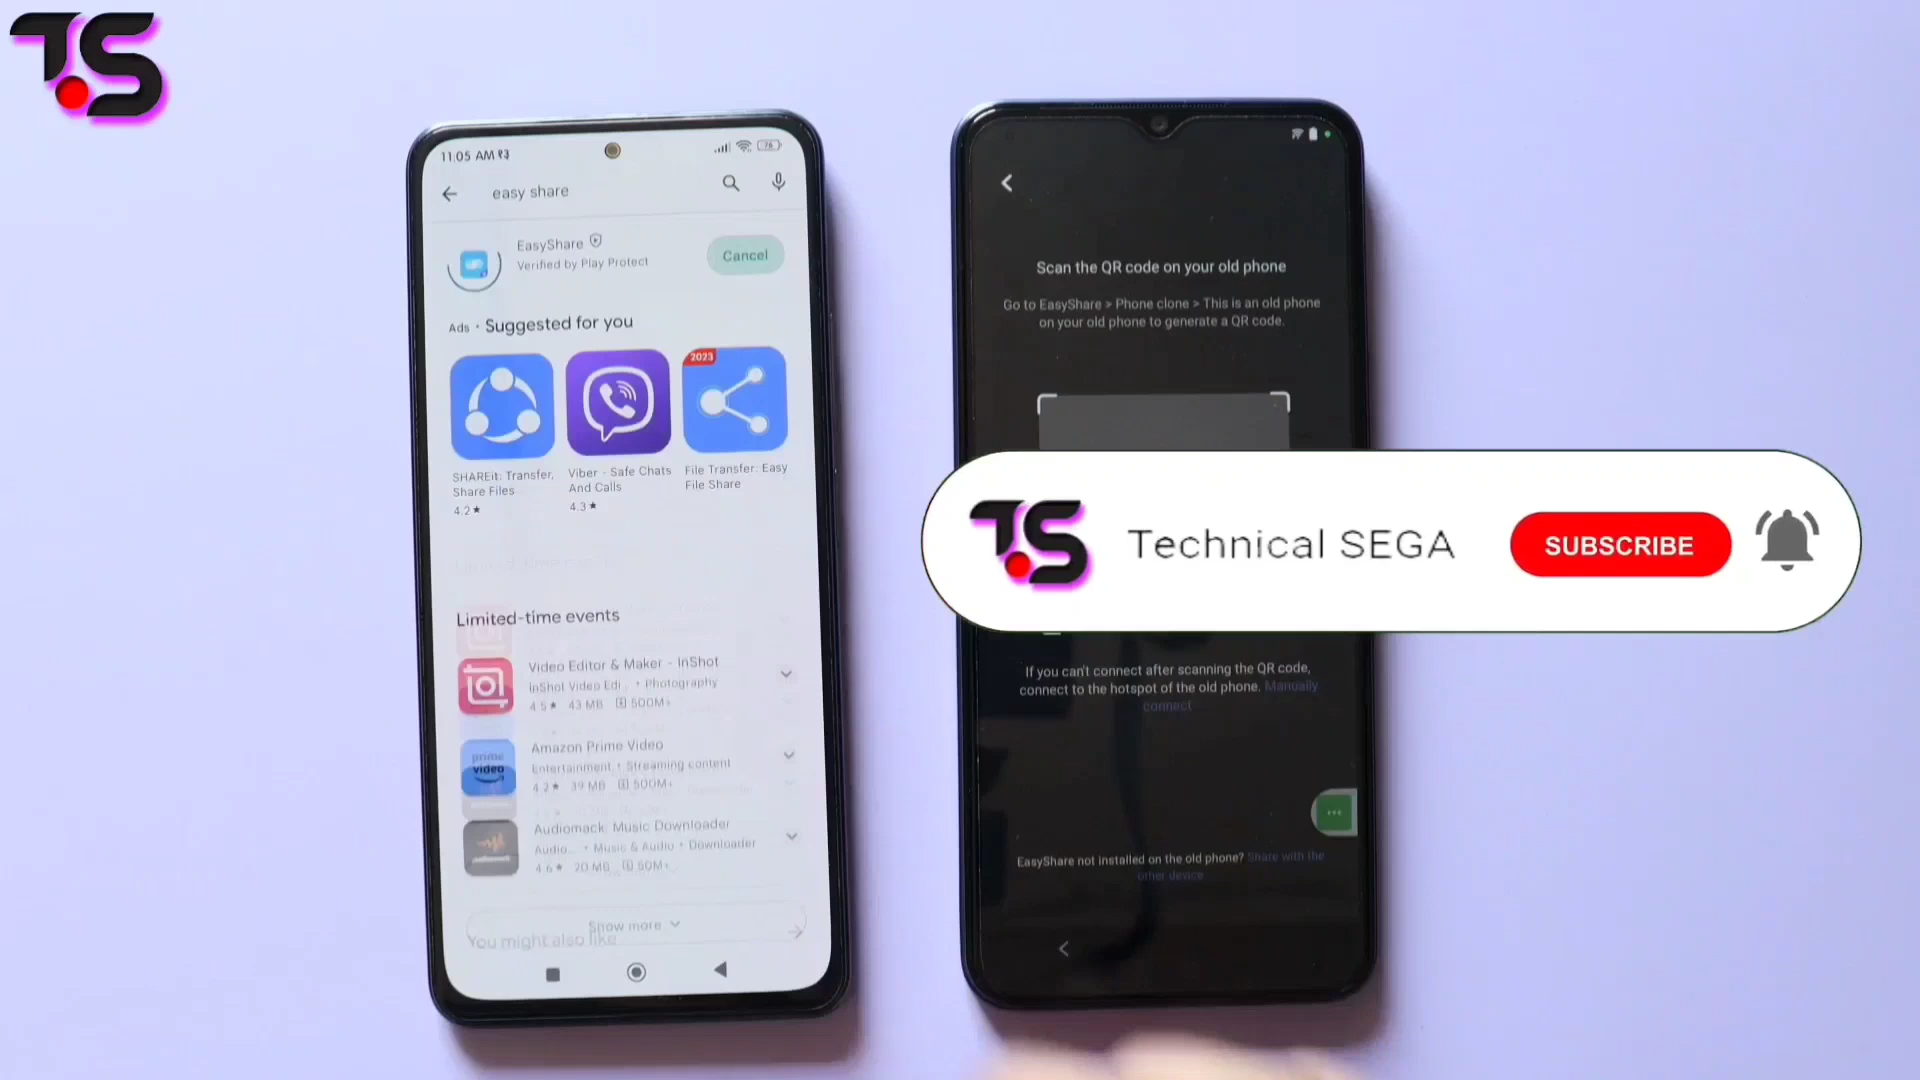 TS
11:05 AM
76
easy share
EasyShare
Verified by Play Protect
Cancel
Ads • Suggested for you
2023
SHAREit: Transfer,
Share Files
4.2★
Viber - Safe Chats
And Calls
4.3★
File Transfer: Easy
File Share
Limited-time events
Video Editor & Maker - InShot
InShot Video Edi.. • Photography
4.5★ 43 MB 500M+
prime
video
Amazon Prime Video
Entertainment • Streaming content
4.2★ 39 MB 500M+
Audiomack: Music Downloader
Audio... • Music & Audio • Downloader
4.6★ 20 MB 50M+
Show more
You might also like
Scan the QR code on your old phone
Go to EasyShare > Phone clone > This is an old phone
on your old phone to generate a QR code.
TS
Technical SEGA
SUBSCRIBE
If you can't connect after scanning the QR code,
connect to the hotspot of the old phone. Manually
connect
EasyShare not installed on the old phone? Share with the
other device